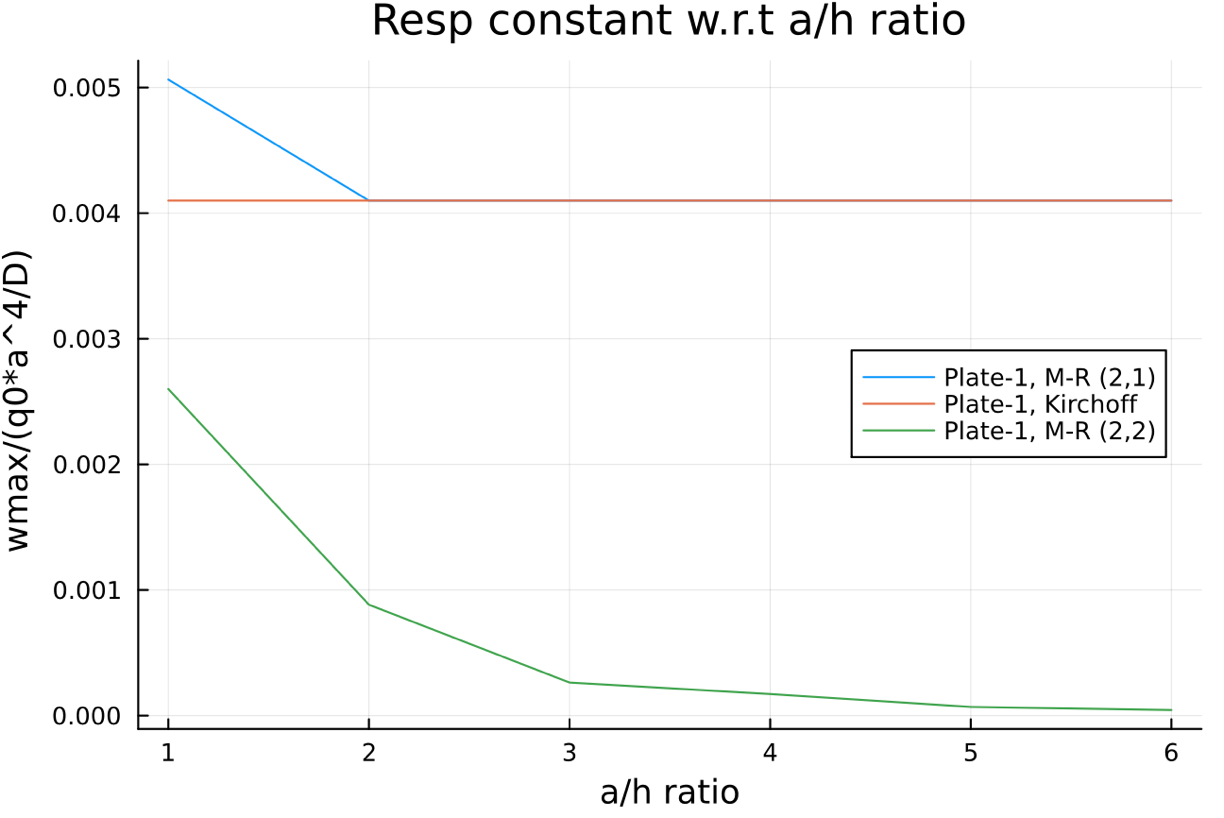 Resp constant w.r.t a/h ratio
wmax/(q0*a^4/D)
0.005
0.004
0.003
0.002
0.001
0.000
Plate-1, M-R (2,1)
Plate-1, Kirchoff
Plate-1, M-R (2,2)
1 2 3 4 5 6
a/h ratio